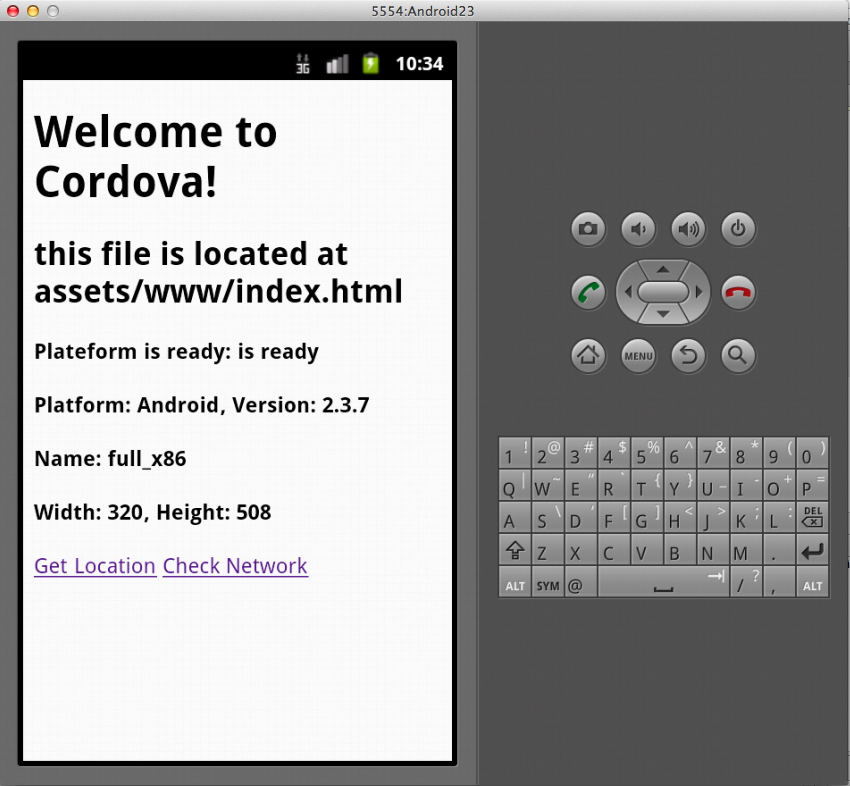 5554:Android23
3G 10:34
Welcome to
Cordova!
this file is located at
assets/www/index.html
Plateform is ready: is ready
Platform: Android, Version: 2.3.7
Name: full_x86
Width: 320, Height: 508
Get Location Check Network
MENU
1 ! 2 @ 3 # 4 $ 5 % 6 ^ 7 & 8 * 9 ( 0 )
Q | W ~ E " R ` T { Y } U _ I - O + P =
A S \ D ' F [ G ] H < J > K ; L : DEL
Z X C V B N M .
ALT SYM @ / ? , ALT